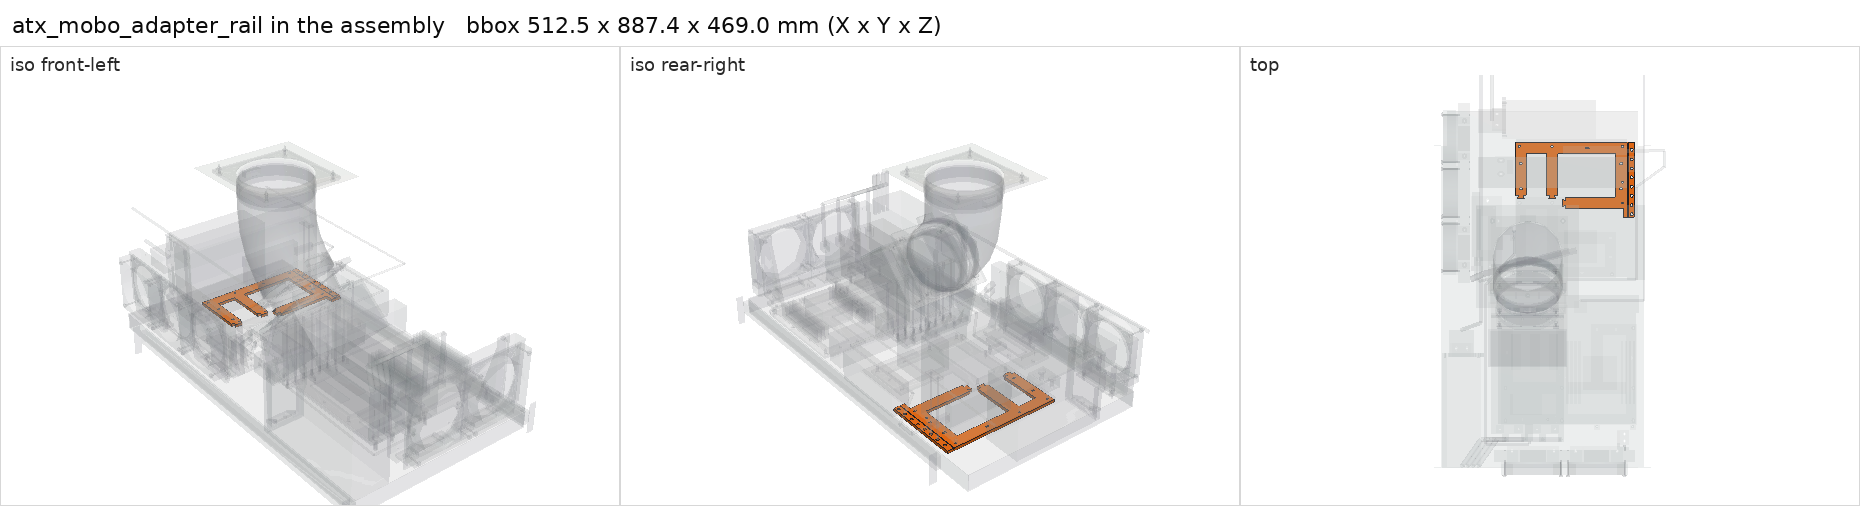 atx_mobo_adapter_rail in the assembly   bbox 512.5 x 887.4 x 469.0 mm (X x Y x Z)
iso front-left
iso rear-right
top